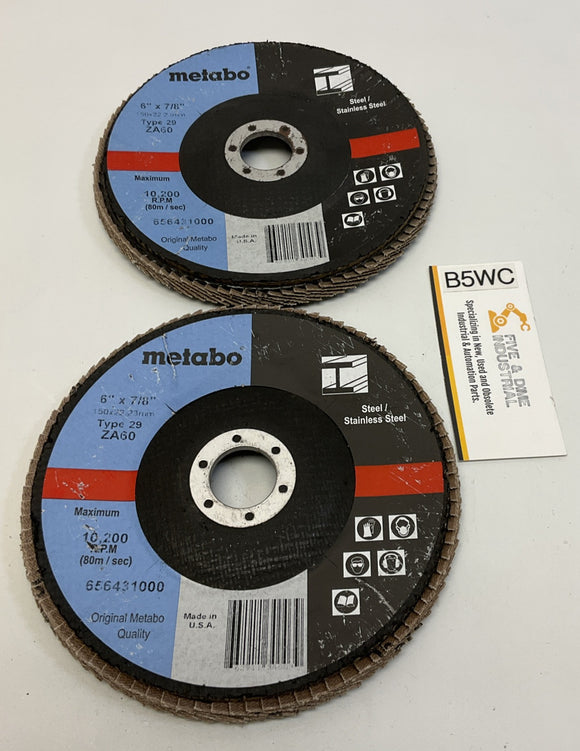 metabo
6" x 7/8"
150x22.23mm
Type 29
ZA60
Steel /
Stainless Steel
Maximum
10,200
R.P.M
(80m / sec)
656431000
Original Metabo
Quality
Made in
U.S.A.
B5WC
FIVE & DIME
INDUSTRIAL
Specializing in New, Used and Obsolete
Industrial & Automation Parts.
metabo
6" x 7/8"
150x22.23mm
Type 29
ZA60
Steel /
Stainless Steel
Maximum
10,200
R.P.M
(80m / sec)
656431000
Original Metabo
Quality
Made in
U.S.A.